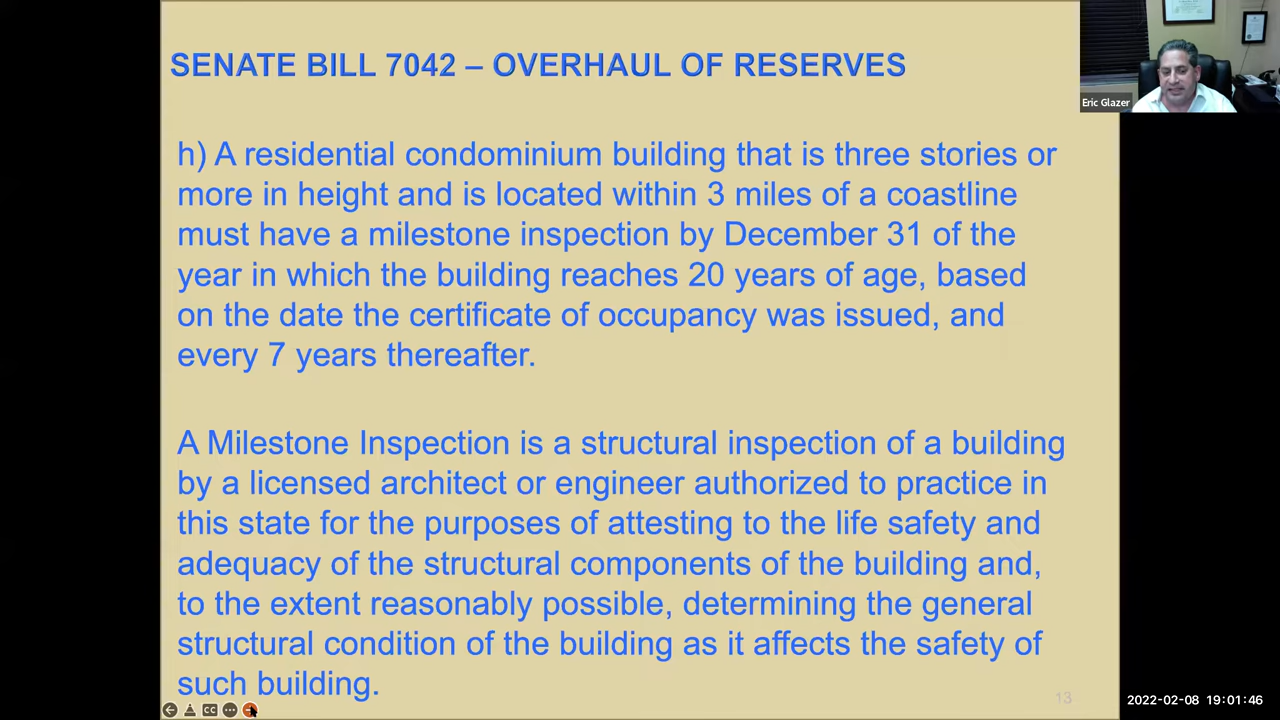 SENATE BILL 7042 – OVERHAUL OF RESERVES
Eric Glazer
h) A residential condominium building that is three stories or
more in height and is located within 3 miles of a coastline
must have a milestone inspection by December 31 of the
year in which the building reaches 20 years of age, based
on the date the certificate of occupancy was issued, and
every 7 years thereafter.
A Milestone Inspection is a structural inspection of a building
by a licensed architect or engineer authorized to practice in
this state for the purposes of attesting to the life safety and
adequacy of the structural components of the building and,
to the extent reasonably possible, determining the general
structural condition of the building as it affects the safety of
such building.
13
CC
2022-02-08 19:01:46